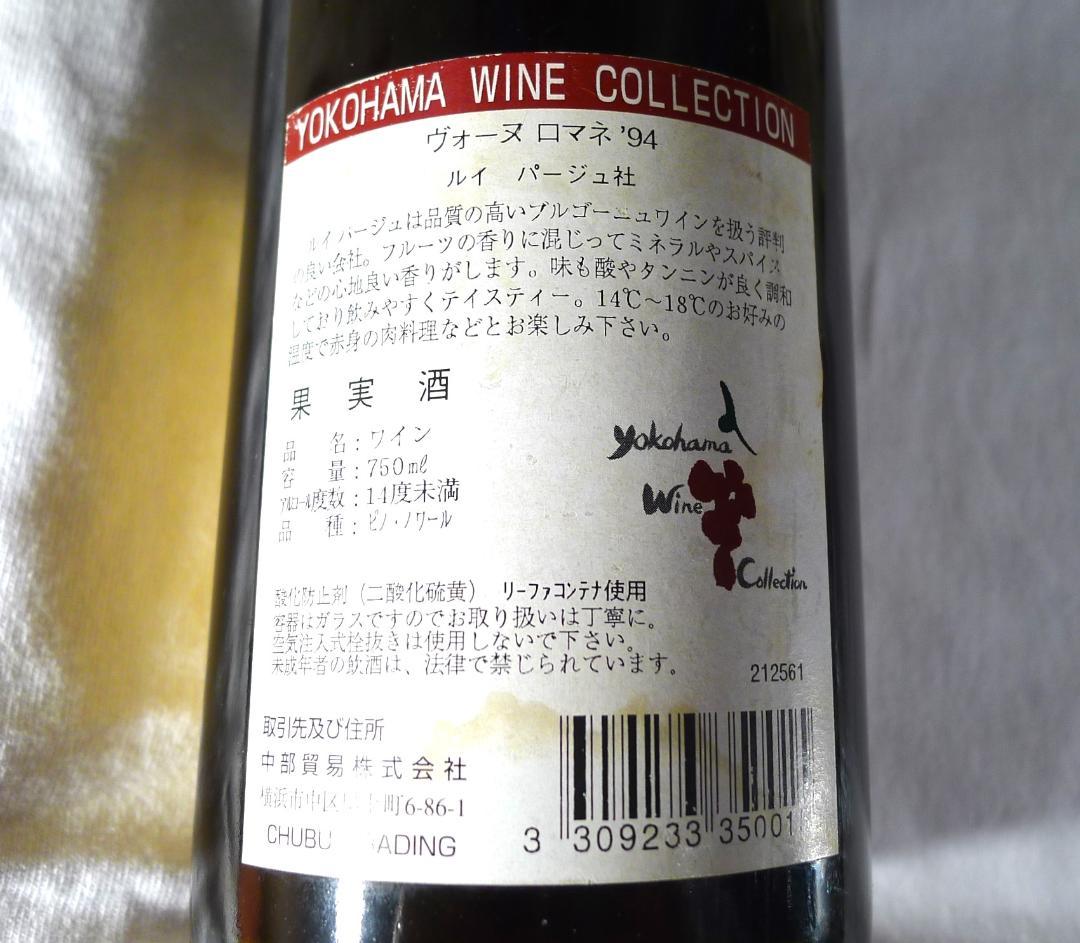 YOKOHAMA WINE COLLECTION
ヴォーヌ ロマネ '94
ルイ パージュ社
ルイ パージュは品質の高いブルゴーニュワインを扱う評判
の良い会社。フルーツの香りに混じってミネラルやスパイス
などの心地良い香りがします。味も酸やタンニンが良く調和
しており飲みやすくテイスティー。14℃~18℃のお好みの
温度で赤身の肉料理などとお楽しみ下さい。
果実酒
品名:ワイン
容量:750ml
アルコール度数:14度未満
品種:ピノ・ノワール
Yokohama
Wine
Collection
酸化防止剤(二酸化硫黄) リーファコンテナ使用
容器はガラスですのでお取り扱いは丁寧に。
空気注入式栓抜きは使用しないで下さい。
未成年者の飲酒は、法律で禁じられています。
212561
取引先及び住所
中部貿易株式会社
横浜市中区 町6-86-1
CHUBU ADING
3 309233 35001